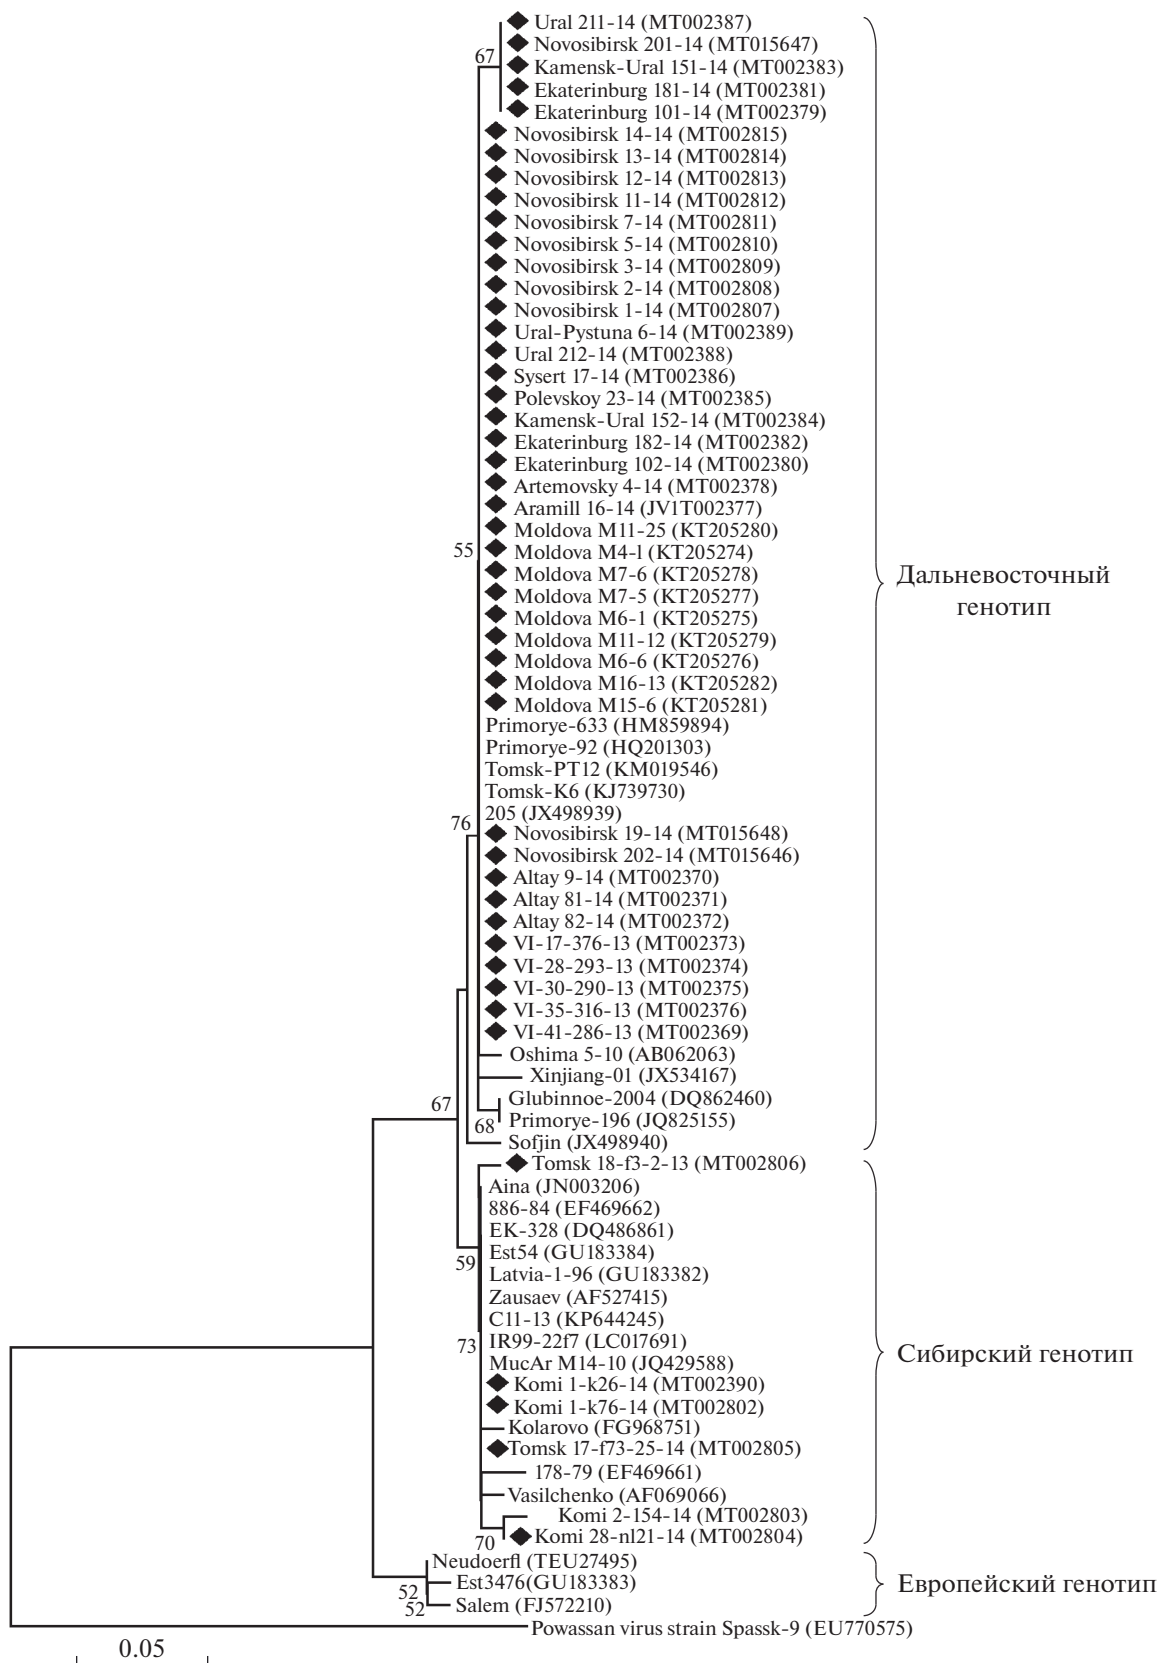 Ural 211-14 (MT002387)
Novosibirsk 201-14 (MT015647)
67
Kamensk-Ural 151-14 (MT002383)
Ekaterinburg 181-14 (MT002381)
Ekaterinburg 101-14 (MT002379)
Novosibirsk 14-14 (MT002815)
Novosibirsk 13-14 (MT002814)
Novosibirsk 12-14 (MT002813)
Novosibirsk 11-14 (MT002812)
Novosibirsk 7-14 (MT002811)
Novosibirsk 5-14 (MT002810)
Novosibirsk 3-14 (MT002809)
Novosibirsk 2-14 (MT002808)
Novosibirsk 1-14 (MT002807)
Ural-Pystuna 6-14 (MT002389)
Ural 212-14 (MT002388)
Sysert 17-14 (MT002386)
Polevskoy 23-14 (MT002385)
Kamensk-Ural 152-14 (MT002384)
Ekaterinburg 182-14 (MT002382)
Ekaterinburg 102-14 (MT002380)
Artemovsky 4-14 (MT002378)
Aramill 16-14 (JV1T002377)
Moldova M11-25 (KT205280)
55
Moldova M4-l (KT205274)
Moldova M7-6 (KT205278)
Moldova M7-5 (KT205277)
Moldova M6-1 (KT205275)
Moldova M11-12 (KT205279)
Moldova M6-6 (KT205276)
Moldova M16-13 (KT205282)
Moldova M15-6 (KT205281)
Primorye-633 (HM859894)
Primorye-92 (HQ201303)
Tomsk-PT12 (KM019546)
Tomsk-K6 (KJ739730)
205 (JX498939)
76
Novosibirsk 19-14 (MT015648)
Novosibirsk 202-14 (MT015646)
Altay 9-14 (MT002370)
Altay 81-14 (MT002371)
Altay 82-14 (MT002372)
VI-17-376-13 (MT002373)
VI-28-293-13 (MT002374)
VI-30-290-13 (MT002375)
VI-35-316-13 (MT002376)
VI-41-286-13 (MT002369)
Oshima 5-10 (AB062063)
Xinjiang-01 (JX534167)
Glubinnoe-2004 (DQ862460)
67
Primorye-196 (JQ825155)
68
Sofjin (JX498940)
Дальневосточный
генотип
Tomsk 18-f3-2-13 (MT002806)
Aina (JN003206)
886-84 (EF469662)
EK-328 (DQ486861)
Est54 (GU183384)
59
Latvia-1-96 (GU183382)
Zausaev (AF527415)
C11-13 (KP644245)
IR99-22f7 (LC017691)
73
MucAr M14-10 (JQ429588)
Komi 1-k26-14 (MT002390)
Komi 1-k76-14 (MT002802)
Kolarovo (FG968751)
Tomsk 17-f73-25-14 (MT002805)
178-79 (EF469661)
Vasilchenko (AF069066)
Komi 2-154-14 (MT002803)
Komi 28-nl21-14 (MT002804)
70
Сибирский генотип
Neudoerfl (TEU27495)
Est3476(GU183383)
52
Salem (FJ572210)
52
Европейский генотип
Powassan virus strain Spassk-9 (EU770575)
0.05